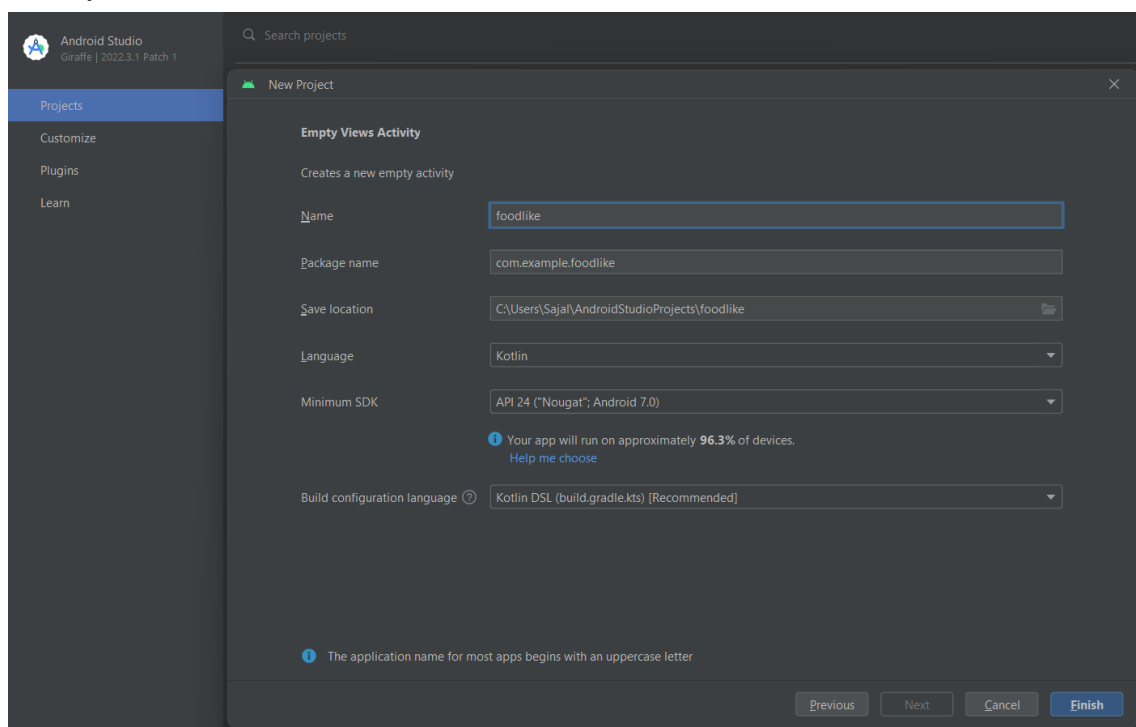 Android Studio
Giraffe | 2022.3.1 Patch 1
Search projects
Projects
Customize
Plugins
Learn
New Project
Empty Views Activity
Creates a new empty activity
Name
foodlike
Package name
com.example.foodlike
Save location
C:\Users\Sajal\AndroidStudioProjects\foodlike
Language
Kotlin
Minimum SDK
API 24 ("Nougat"; Android 7.0)
Your app will run on approximately 96.3% of devices.
Help me choose
Build configuration language
Kotlin DSL (build.gradle.kts) [Recommended]
The application name for most apps begins with an uppercase letter
Previous
Next
Cancel
Finish